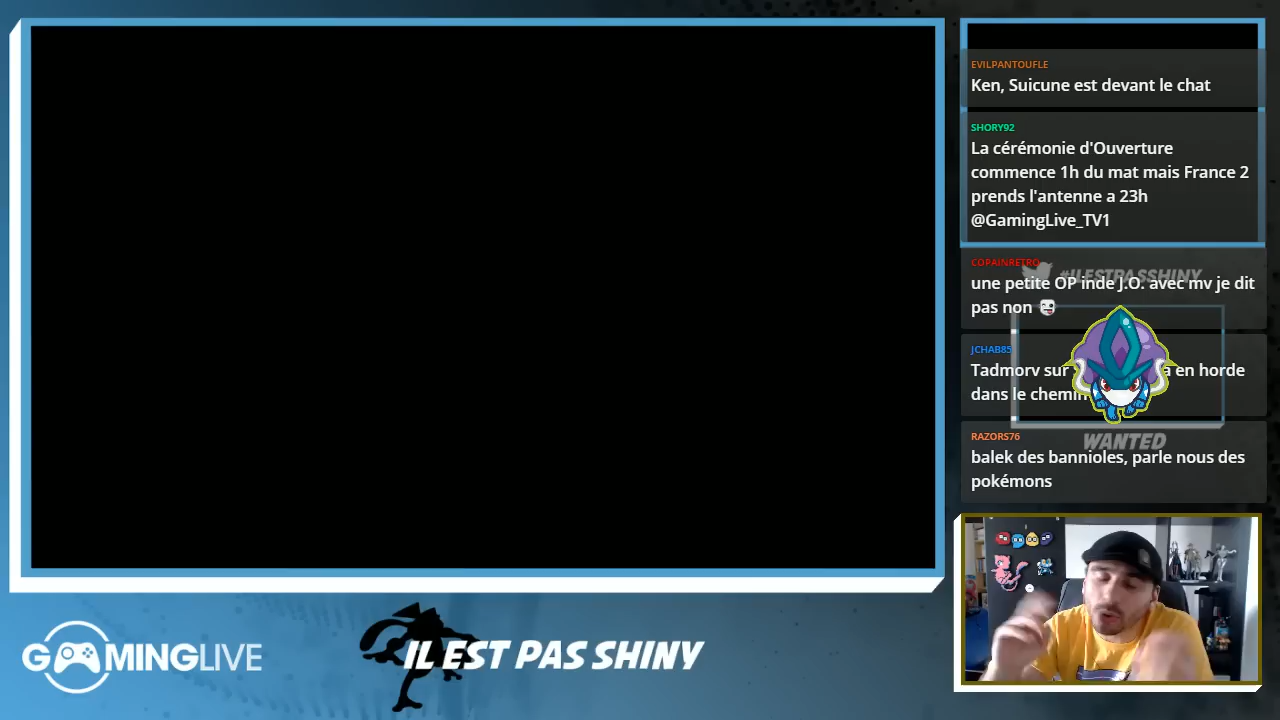 EVILPANTOUFLE
Ken, Suicune est devant le chat
SHORY92
La cérémonie d'Ouverture
commence 1h du mat mais France 2
prends l'antenne a 23h
@GamingLive_TV1
COPAINRETRO
#ILESTPASSHINY
une petite OP inde J.O. avec mv je dit
pas non
JCHAB85
Tadmorv sur a en horde
dans le chemin
WANTED
RAZORS76
balek des bannioles, parle nous des
pokémons
GAMINGLIVE
IL EST PAS SHINY